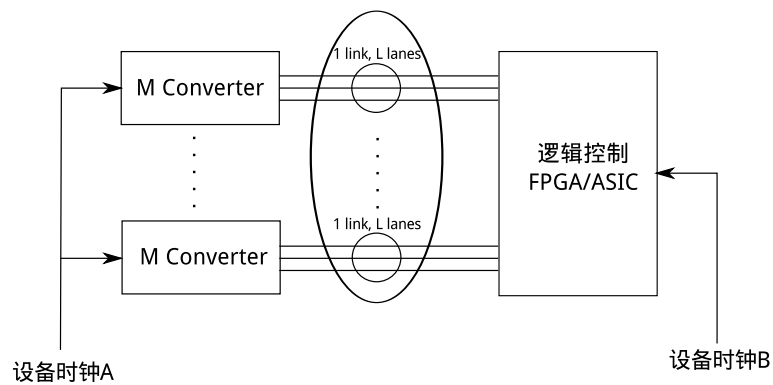 1 link, L lanes
M Converter
逻辑控制
FPGA/ASIC
1 link, L lanes
M Converter
设备时钟A
设备时钟B